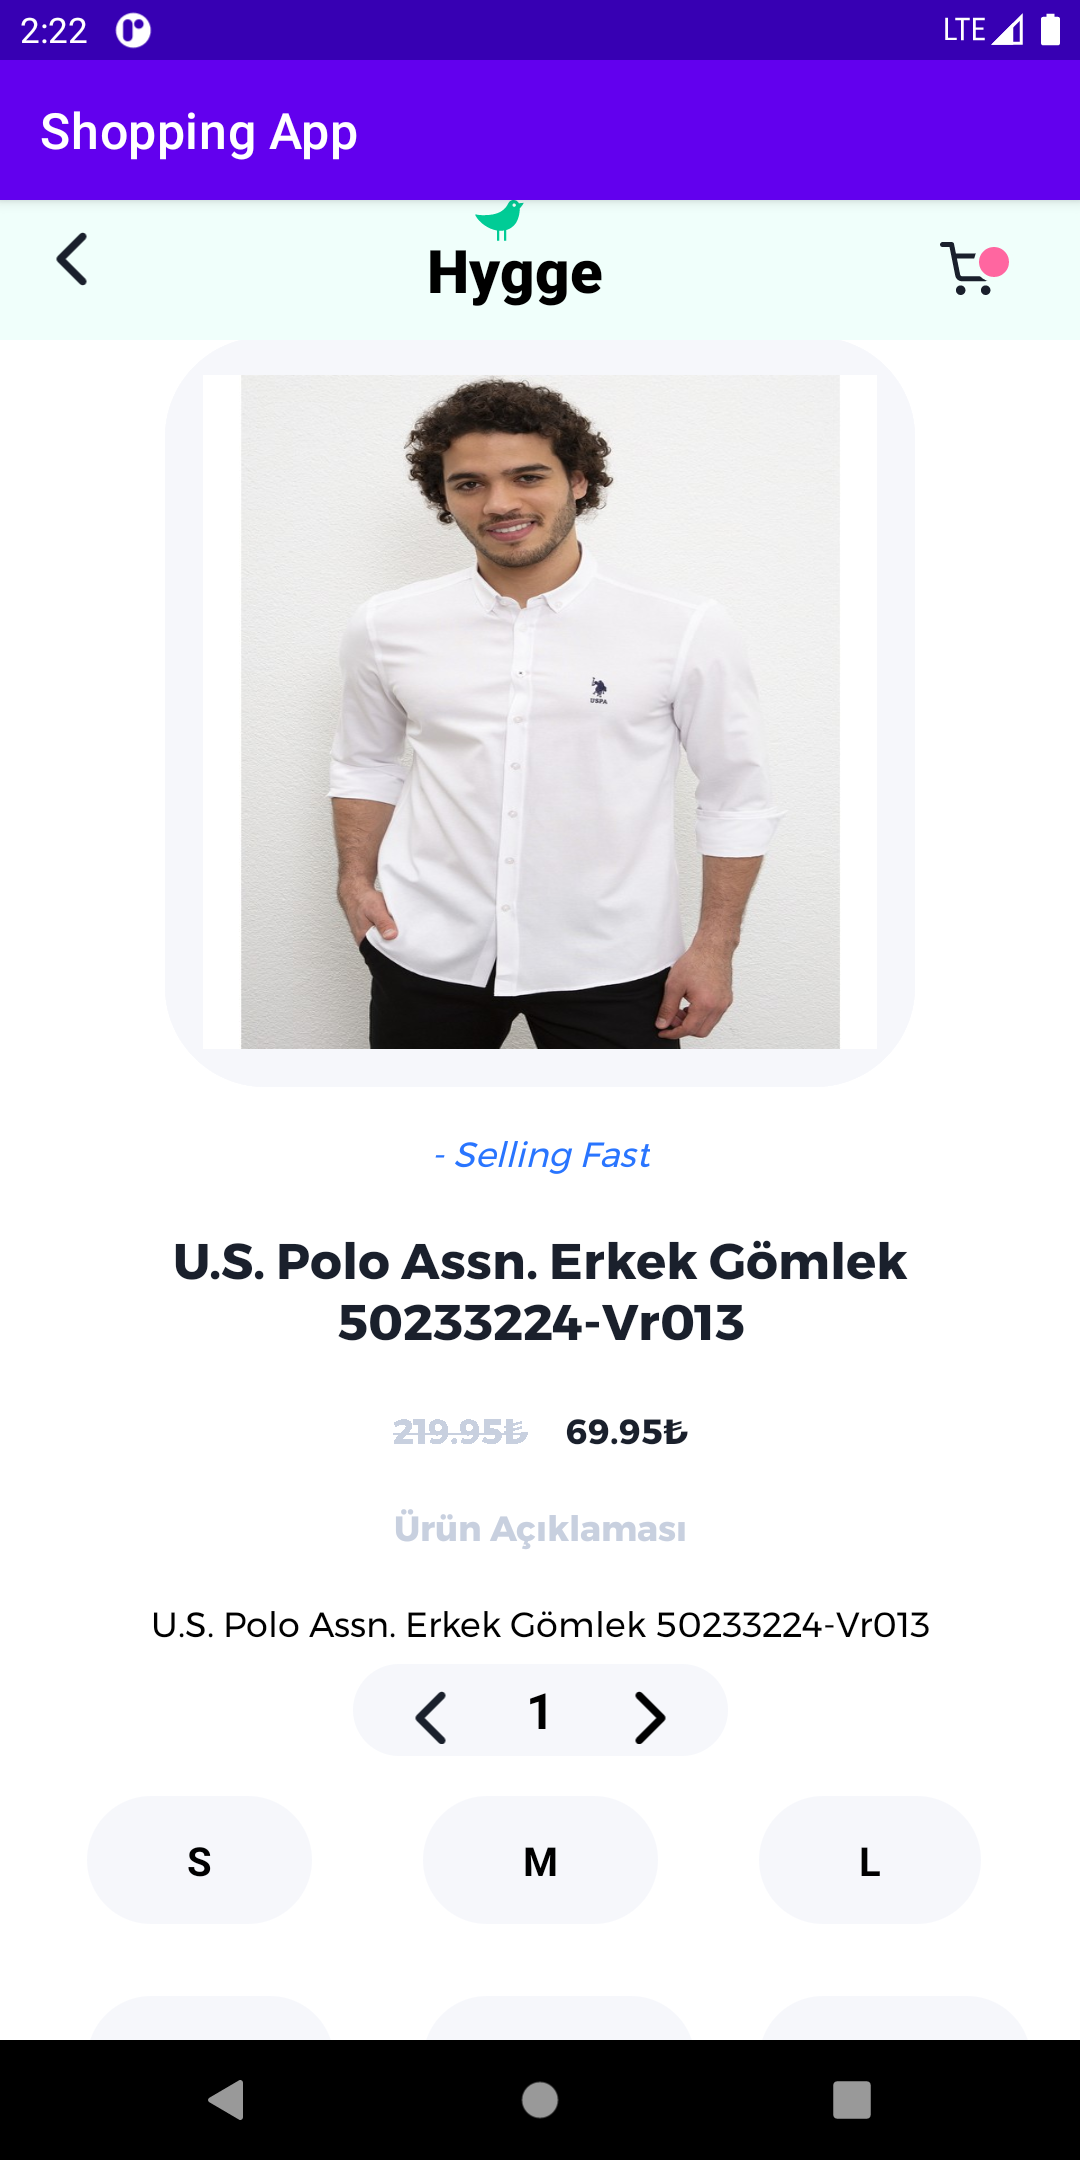 2:22
LTE
Shopping App
Hygge
USPA
- Selling Fast
U.S. Polo Assn. Erkek Gömlek
50233224-Vr013
219.95₺ 69.95₺
Ürün Açıklaması
U.S. Polo Assn. Erkek Gömlek 50233224-Vr013
1
S M L